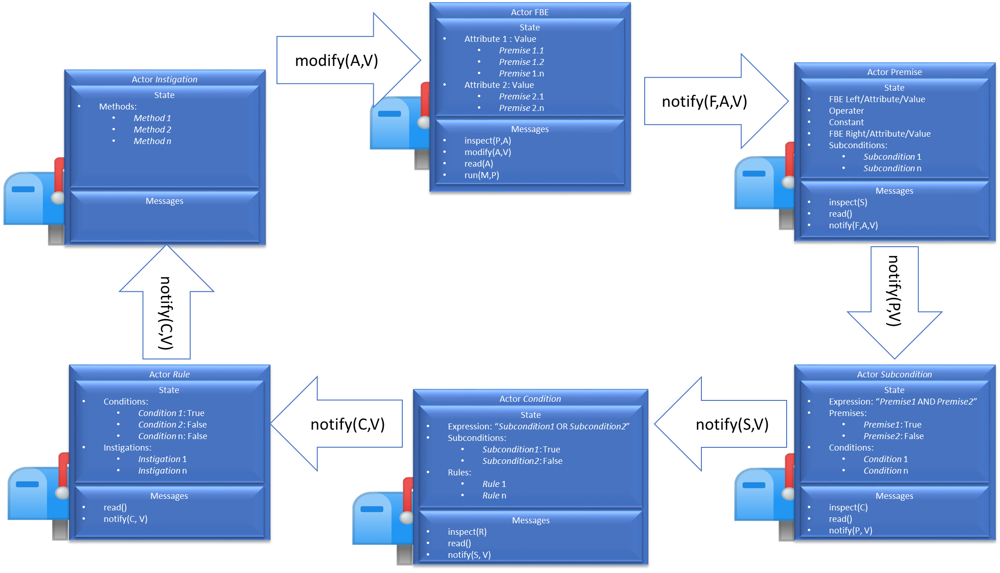 Actor Instigation
State
• Methods:
• Method 1
• Method 2
• Method n
Messages
modify(A,V)
Actor FBE
State
• Attribute 1 : Value
• Premise 1.1
• Premise 1.2
• Premise 1.n
• Attribute 2: Value
• Premise 2.1
• Premise 2.n
Messages
• inspect(P,A)
• modify(A,V)
• read(A)
• run(M,P)
notify(F,A,V)
Actor Premise
State
• FBE Left/Attribute/Value
• Operater
• Constant
• FBE Right/Attribute/Value
• Subconditions:
• Subcondition 1
• Subcondition n
Messages
• inspect(S)
• read()
• notify(F,A,V)
notify(P,V)
Actor Subcondition
State
• Expression: “Premise1 AND Premise2”
• Premises:
• Premise1: True
• Premise2: False
• Conditions:
• Condition 1
• Condition n
Messages
• inspect(C)
• read()
• notify(P, V)
notify(S,V)
Actor Condition
State
• Expression: “Subcondition1 OR Subcondition2”
• Subconditions:
• Subcondition1: True
• Subcondition2: False
• Rules:
• Rule 1
• Rule n
Messages
• inspect(R)
• read()
• notify(S, V)
notify(C,V)
Actor Rule
State
• Conditions:
• Condition 1: True
• Condition 2: False
• Condition n: False
• Instigations:
• Instigation 1
• Instigation n
Messages
• read()
• notify(C, V)
notify(C,V)